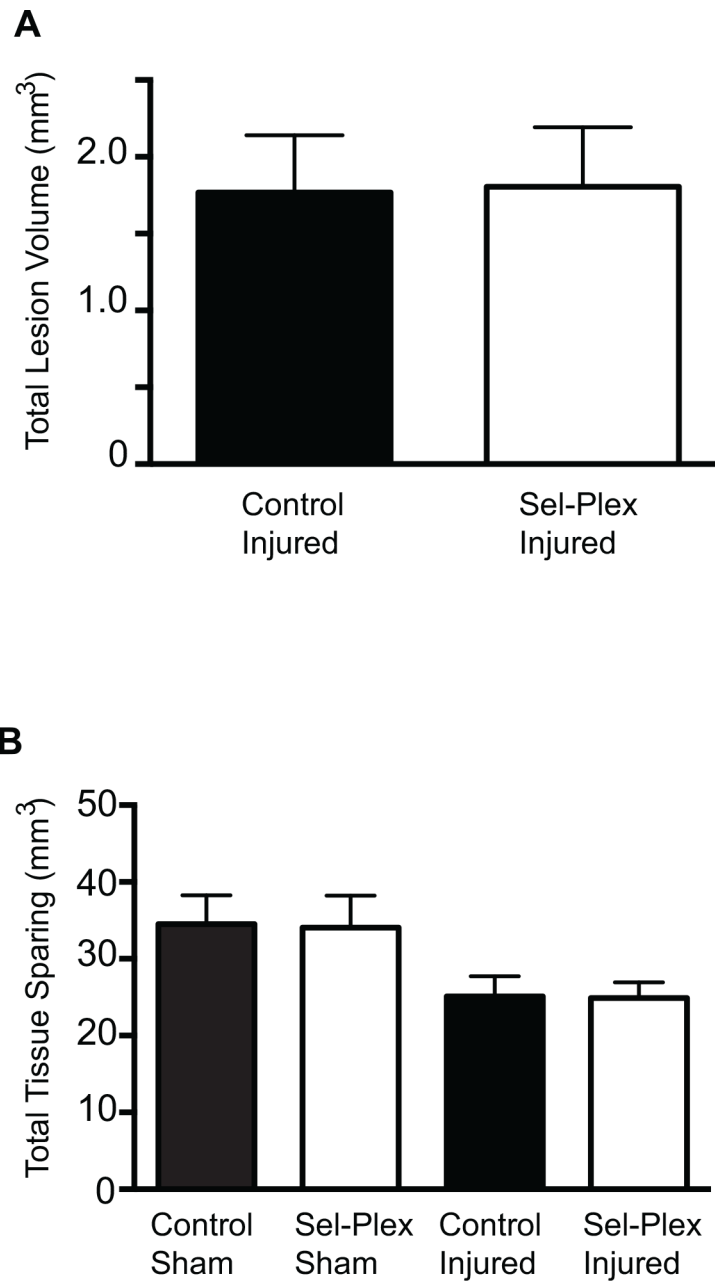 A
Total Lesion Volume (mm3)
2.0
1.0
0
Control
Injured
Sel-Plex
Injured
B
Total Tissue Sparing (mm3)
50
40
30
20
10
0
Control
Sham
Sel-Plex
Sham
Control
Injured
Sel-Plex
Injured